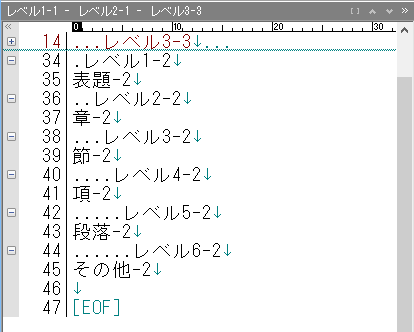 レベル1-1 - レベル2-1 - レベル3-3
0 10 20 30
14 ...レベル3-3↓...
34 .レベル1-2↓
35 表題-2↓
36 ..レベル2-2↓
37 章-2↓
38 ...レベル3-2↓
39 節-2↓
40 ....レベル4-2↓
41 項-2↓
42 .....レベル5-2↓
43 段落-2↓
44 ......レベル6-2↓
45 その他-2↓
46 ↓
47 [EOF]